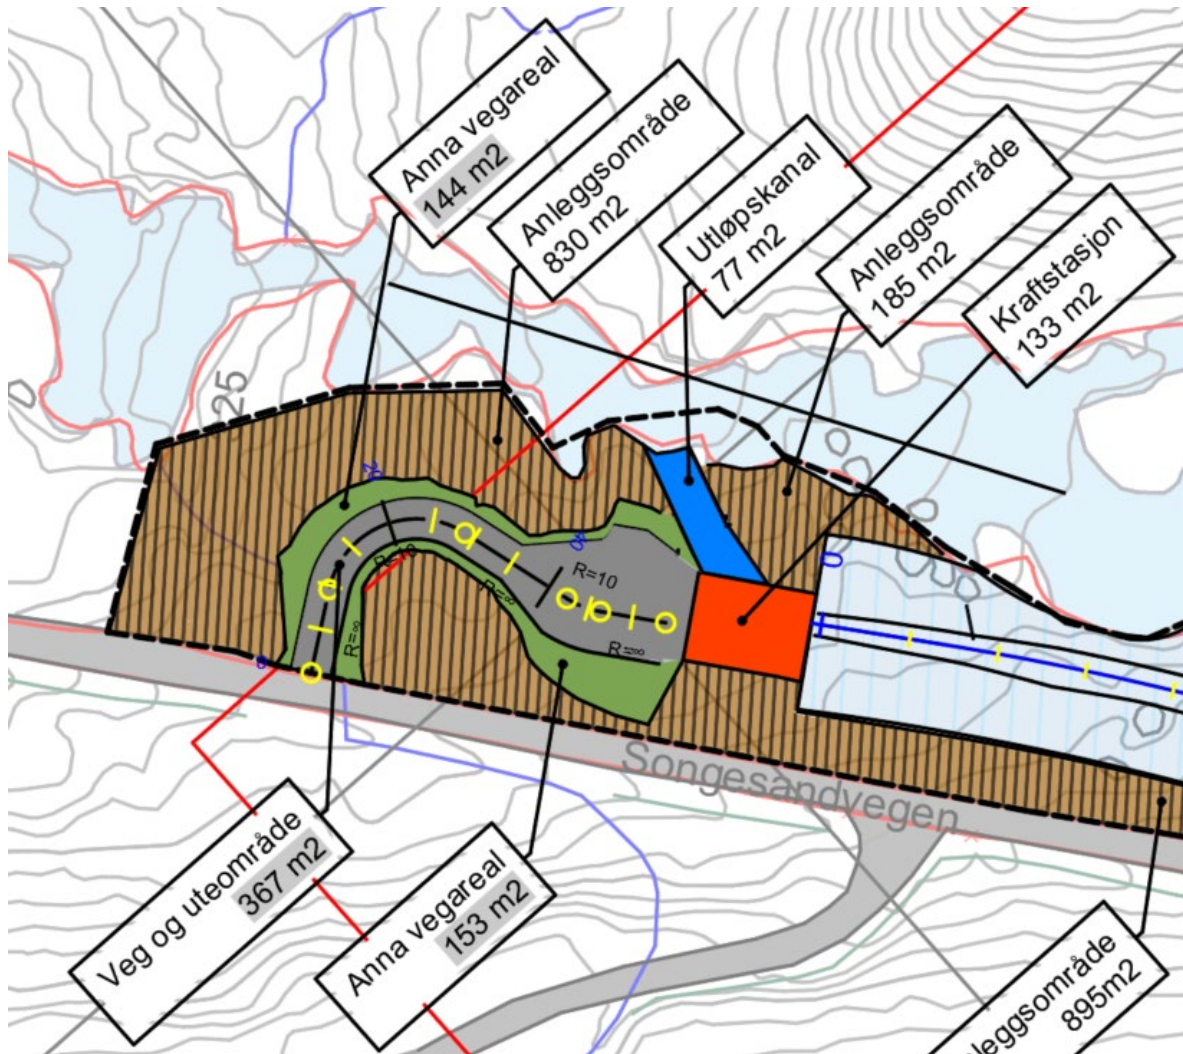 Anna vegareal
144 m2
Anleggsområde
830 m2
Utløpskanal
77 m2
Anleggsområde
185 m2
Kraftstasjon
133 m2
25
R=10
R=∞
R=∞
R=∞
Songesandvegen
Veg og uteområde
367 m2
Anna vegareal
153 m2
895m2